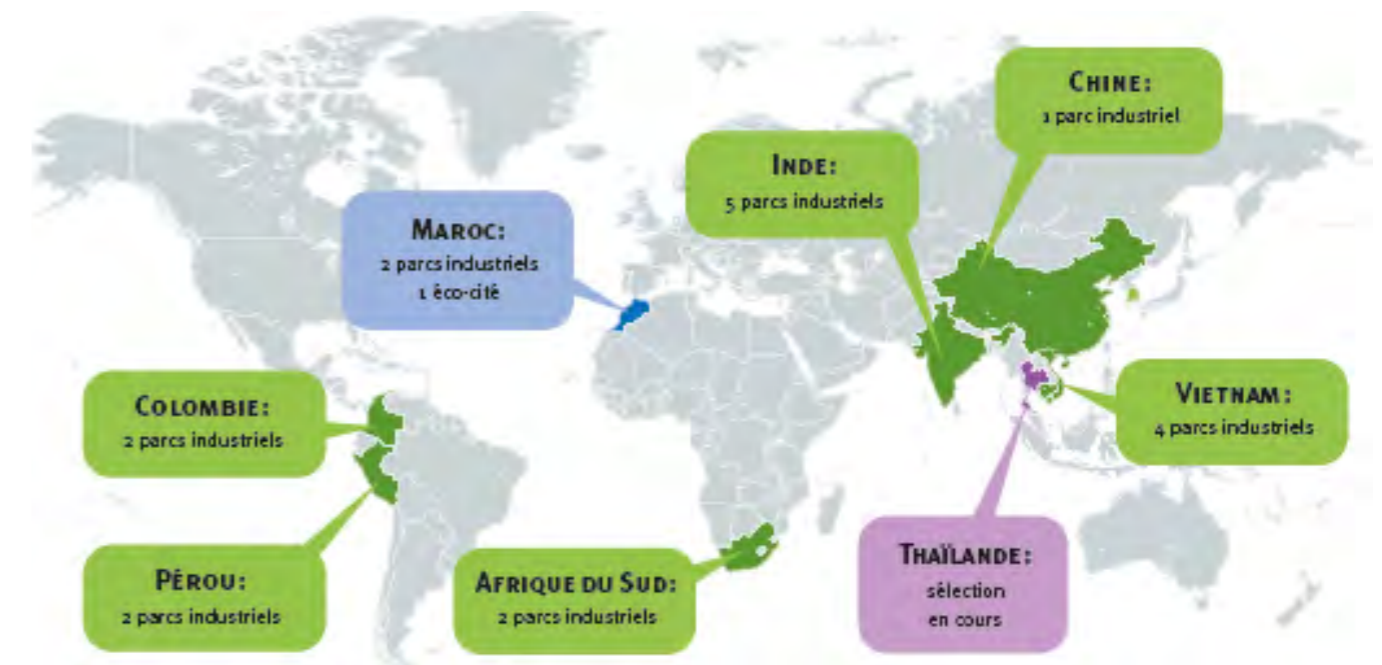 CHINE:
1 parc industriel
INDE:
5 parcs industriels
MAROC:
2 parcs industriels
1 éco-cité
COLOMBIE:
2 parcs industriels
VIETNAM:
4 parcs industriels
PÉROU:
2 parcs industriels
AFRIQUE DU SUD:
2 parcs industriels
THAÏLANDE:
sélection
en cours